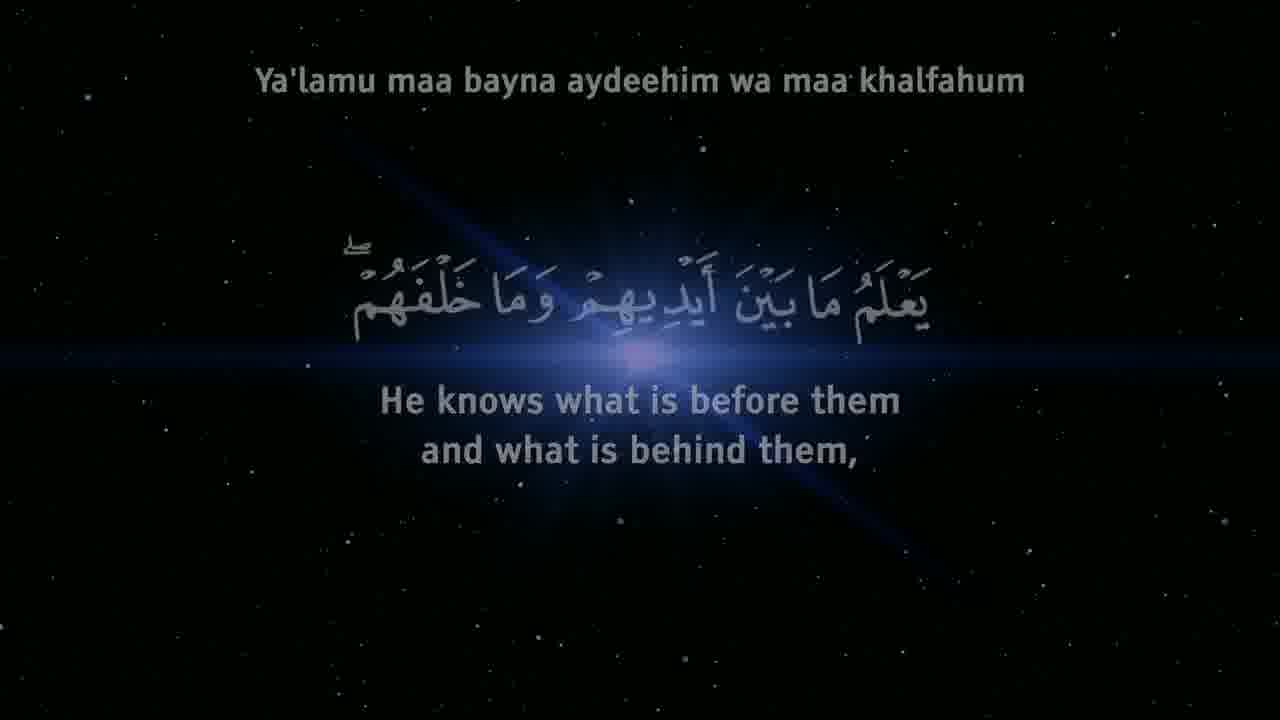 Ya'lamu maa bayna aydeehim wa maa khalfahum
يَعْلَمُ مَا بَيْنَ أَيْدِيهِمْ وَمَا خَلْفَهُمْ ۖ
He knows what is before them
and what is behind them,